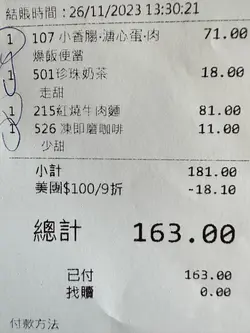 結賬時間：26/11/2023 13:30:21
1 107 小香腸·溏心蛋·肉 71.00
燥飯便當
1 501珍珠奶茶 18.00
走甜
1 215紅燒牛肉麵 81.00
1 526 凍即磨咖啡 11.00
少甜
小計 181.00
美團$100/9折 -18.10
總計 163.00
已付 163.00
找贖 0.00
付款方法